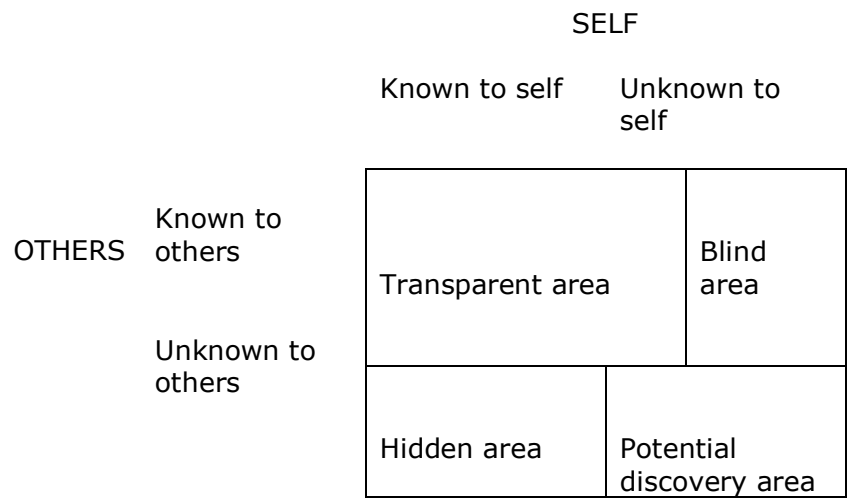 SELF
Known to self
Unknown to
self
OTHERS
Known to
others
Transparent area
Blind
area
Unknown to
others
Hidden area
Potential
discovery area